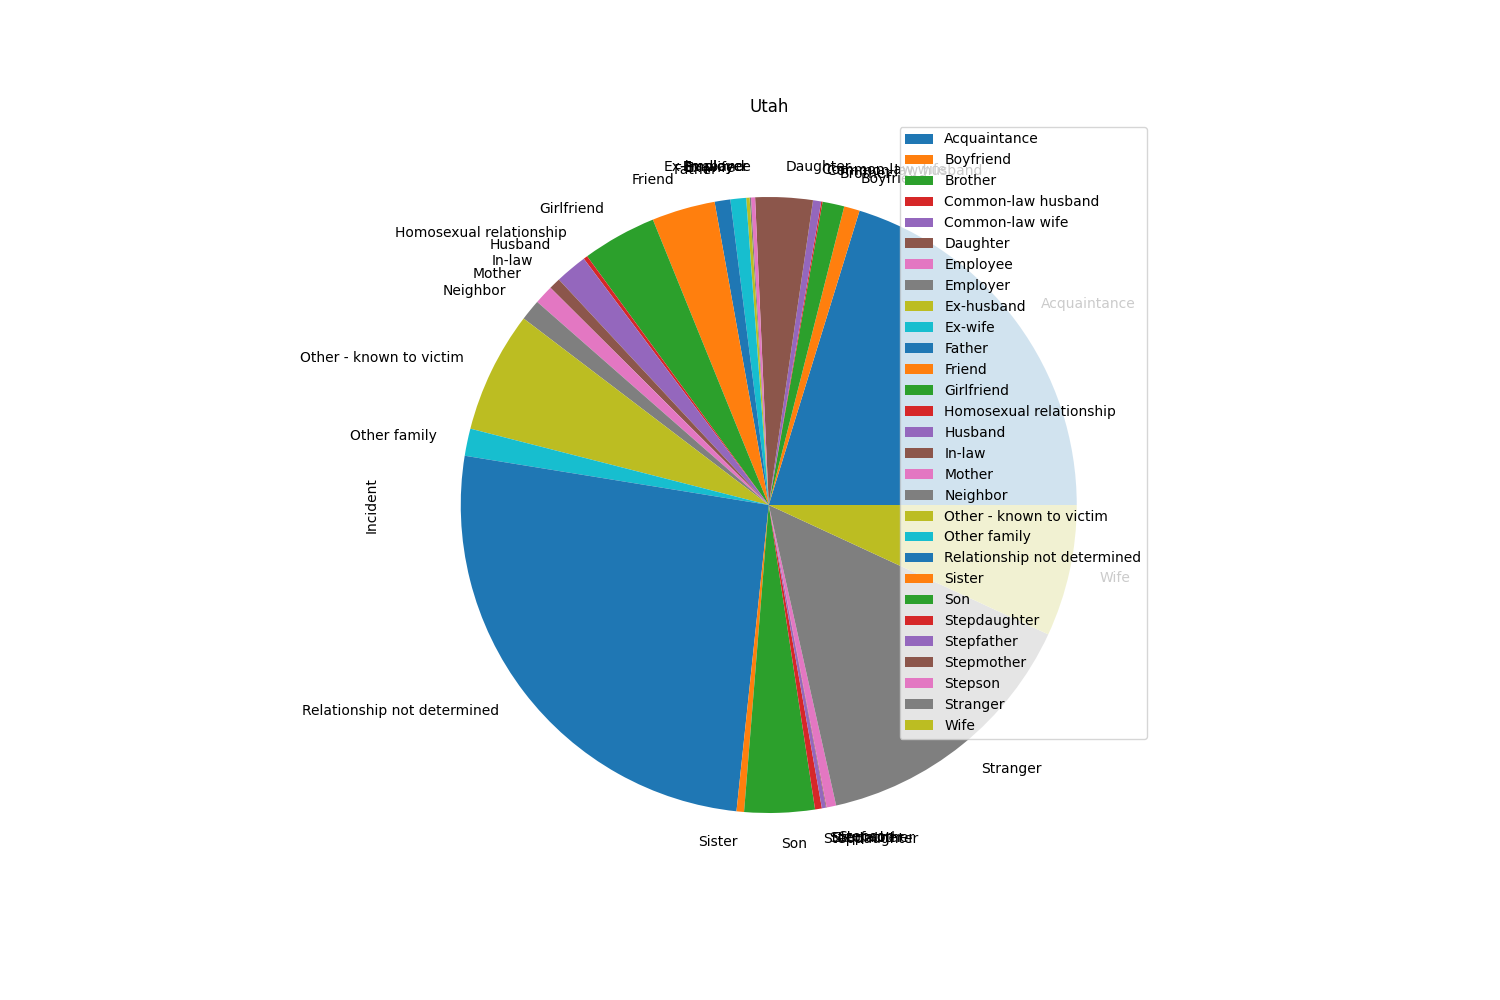 Utah
Daughter
Friend
Girlfriend
Homosexual relationship
Husband
In-law
Mother
Neighbor
Other - known to victim
Other family
Incident
Relationship not determined
Sister
Son
Stranger
Acquaintance
Wife
Acquaintance
Boyfriend
Brother
Common-law husband
Common-law wife
Daughter
Employee
Employer
Ex-husband
Ex-wife
Father
Friend
Girlfriend
Homosexual relationship
Husband
In-law
Mother
Neighbor
Other - known to victim
Other family
Relationship not determined
Sister
Son
Stepdaughter
Stepfather
Stepmother
Stepson
Stranger
Wife